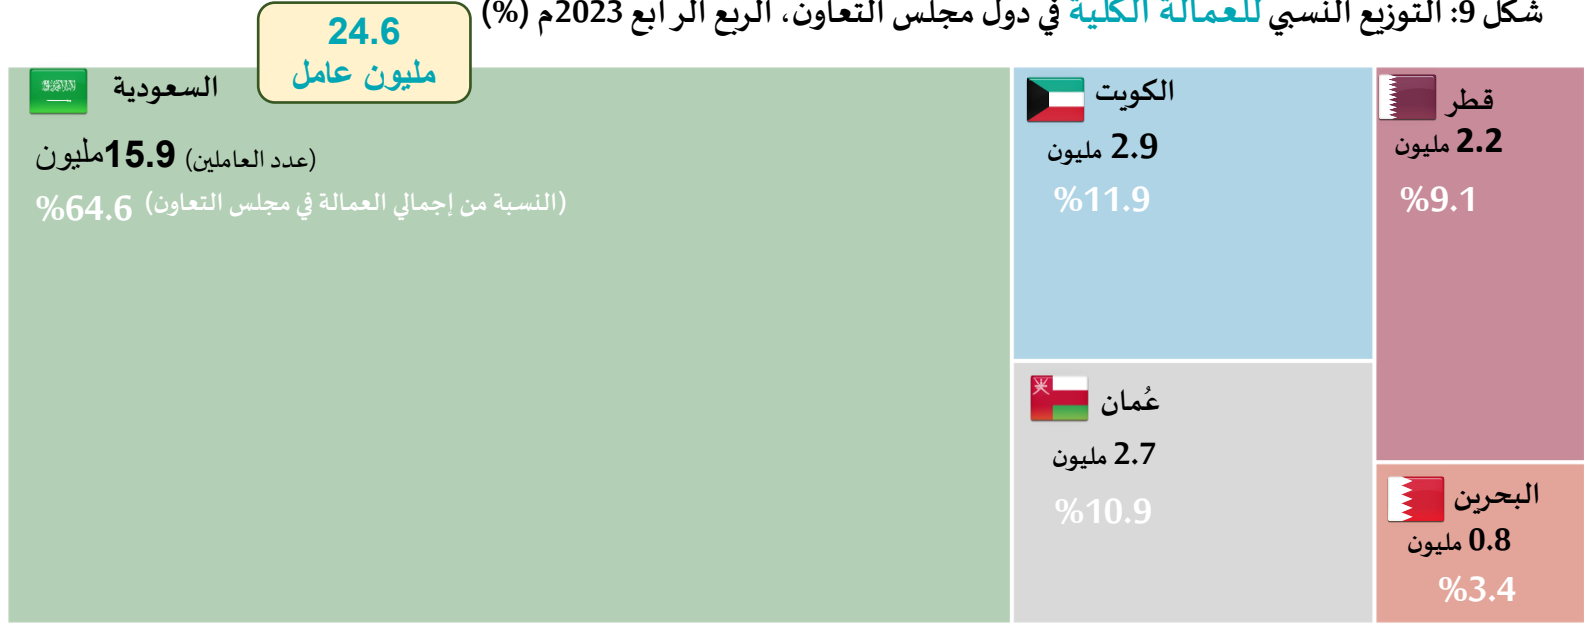 شكل 9: التوزيع النسبي للعمالة الكلية في دول مجلس التعاون، الربع الرابع 2023م (%)
24.6
مليون عامل
السعودية
(عدد العاملين) 15.9مليون
(النسبة من إجمالي العمالة في مجلس التعاون) %64.6
الكويت
2.9 مليون
%11.9
قطر
2.2 مليون
%9.1
عُمان
2.7 مليون
%10.9
البحرين
0.8 مليون
%3.4